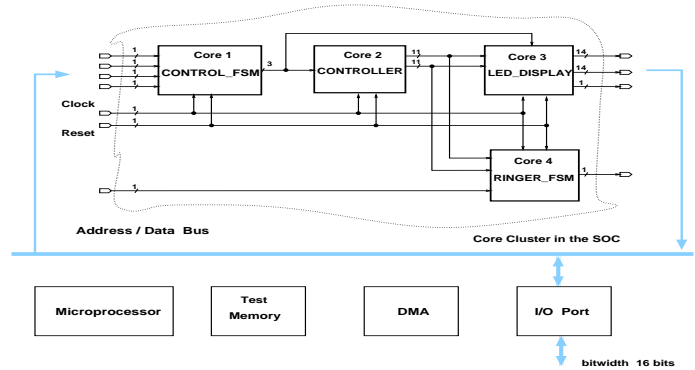 Core 1
CONTROL_FSM
Core 2
CONTROLLER
Core 3
LED_DISPLAY
Core 4
RINGER_FSM
1
1
1
1
3
11
11
14
14
1
Clock
1
Reset
1
1
1
Address / Data Bus
Core Cluster in the SOC
Microprocessor
Test
Memory
DMA
I/O Port
bitwidth 16 bits